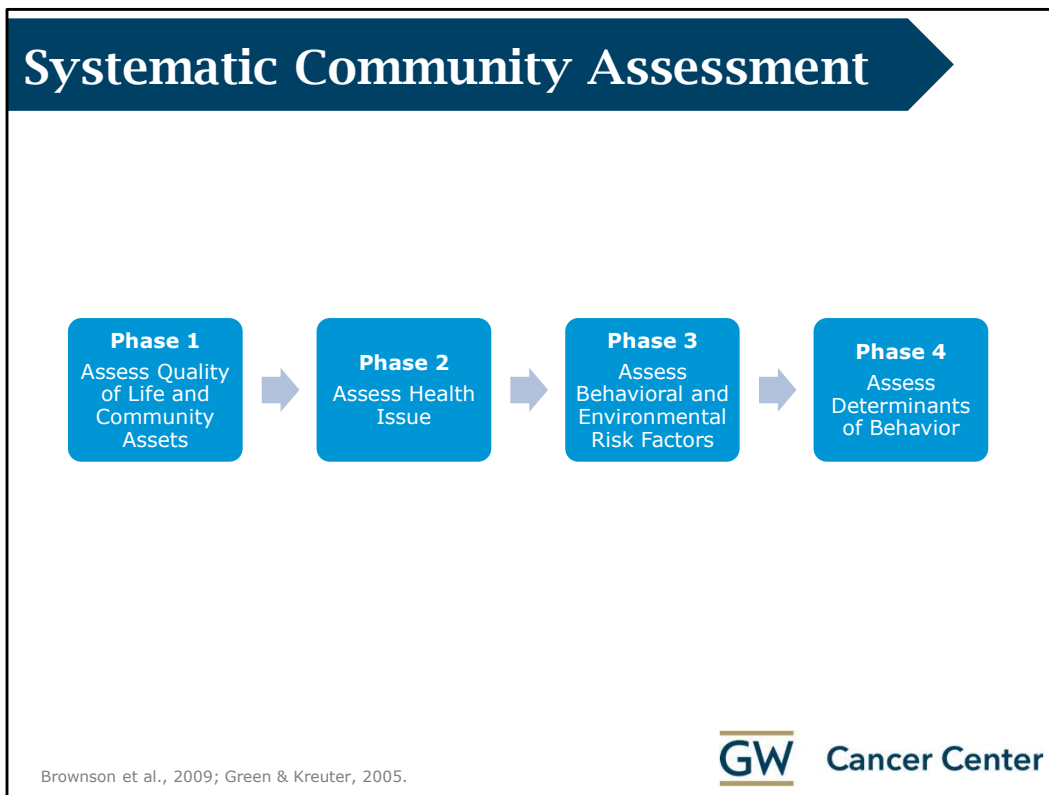 Systematic Community Assessment
Phase 1
Assess Quality
of Life and
Community
Assets
Phase 2
Assess Health
Issue
Phase 3
Assess
Behavioral and
Environmental
Risk Factors
Phase 4
Assess
Determinants
of Behavior
Brownson et al., 2009; Green & Kreuter, 2005.
GW Cancer Center